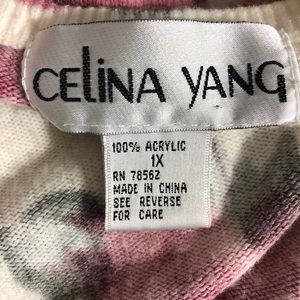 CELiNA YANG
100% ACRYLIC
1X
RN 78562
MADE IN CHINA
SEE REVERSE
FOR CARE